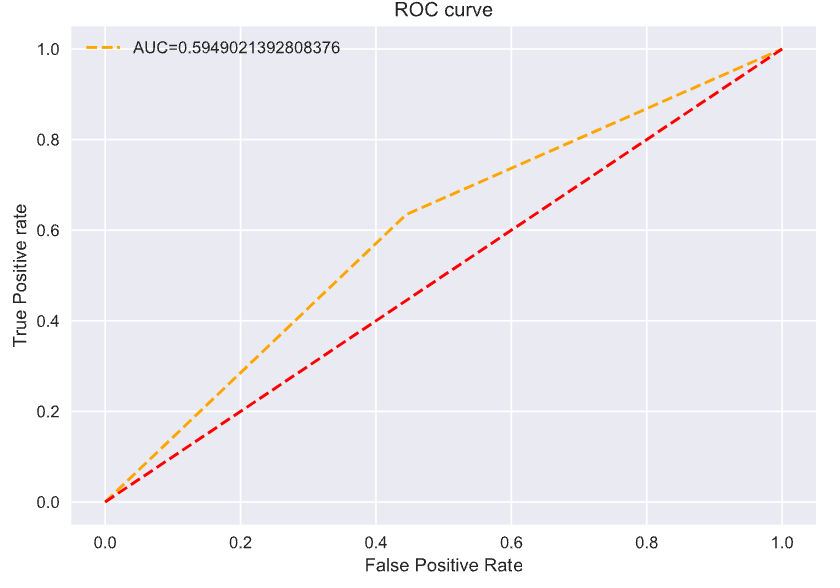 ROC curve
AUC=0.5949021392808376
1.0
0.8
0.6
0.4
0.2
0.0
True Positive rate
0.0 0.2 0.4 0.6 0.8 1.0
False Positive Rate